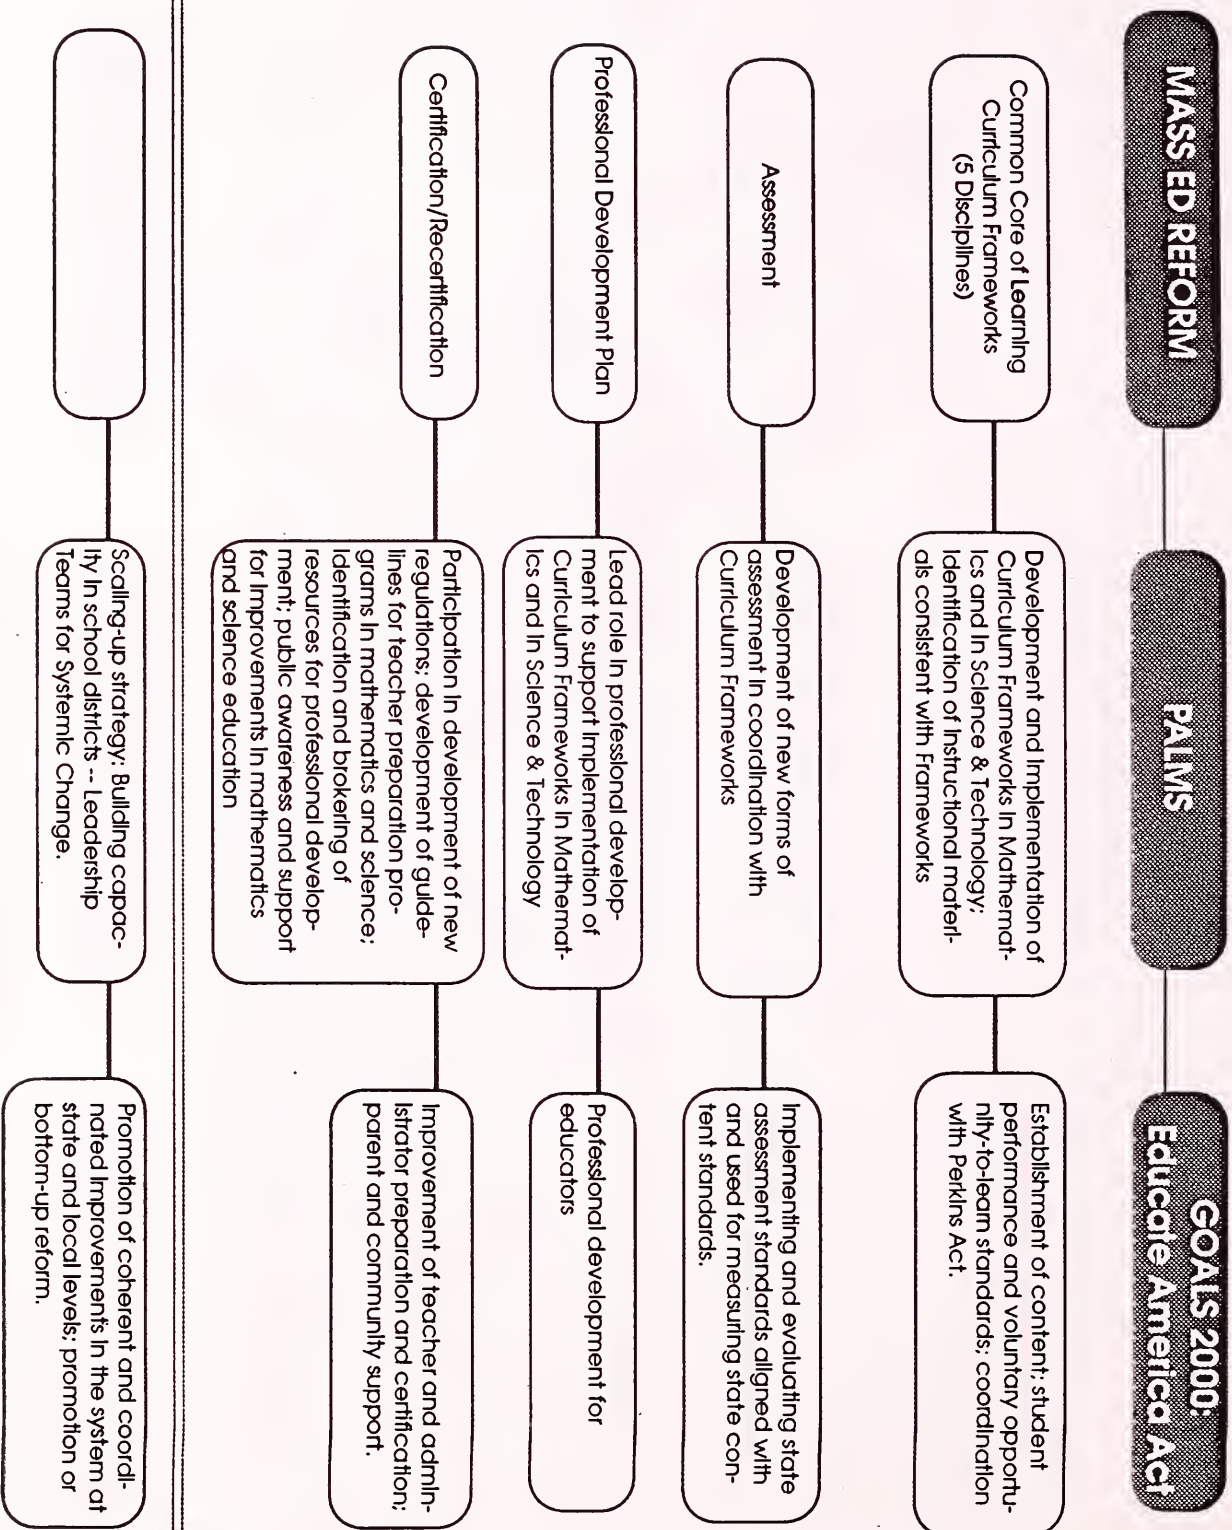 MASS ED REFORM
PALMS
GOALS 2000:
Educate America Act
Common Core of Learning
Curriculum Frameworks
(5 Disciplines)
Development and Implementation of
Curriculum Frameworks in Mathemat-
ics and in Science & Technology;
Identification of Instructional materi-
als consistent with Frameworks
Establishment of content; student
performance and voluntary opportu-
nity-to-learn standards; coordination
with Perkins Act.
Assessment
Development of new forms of
assessment in coordination with
Curriculum Frameworks
Implementing and evaluating state
assessment standards aligned with
and used for measuring state con-
tent standards.
Professional Development Plan
Lead role in professional develop-
ment to support Implementation of
Curriculum Frameworks in Mathemat-
ics and in Science & Technology
Professional development for
educators
Certification/Recertification
Participation in development of new
regulations; development of guide-
lines for teacher preparation pro-
grams in mathematics and science;
Identification and brokering of
resources for professional develop-
ment; public awareness and support
for improvements in mathematics
and science education
Improvement of teacher and admin-
istrator preparation and certification;
parent and community support.
Scaling-up strategy: Building capac-
ity in school districts -- Leadership
Teams for Systemic Change.
Promotion of coherent and coordi-
nated improvements in the system at
state and local levels; promotion or
bottom-up reform.